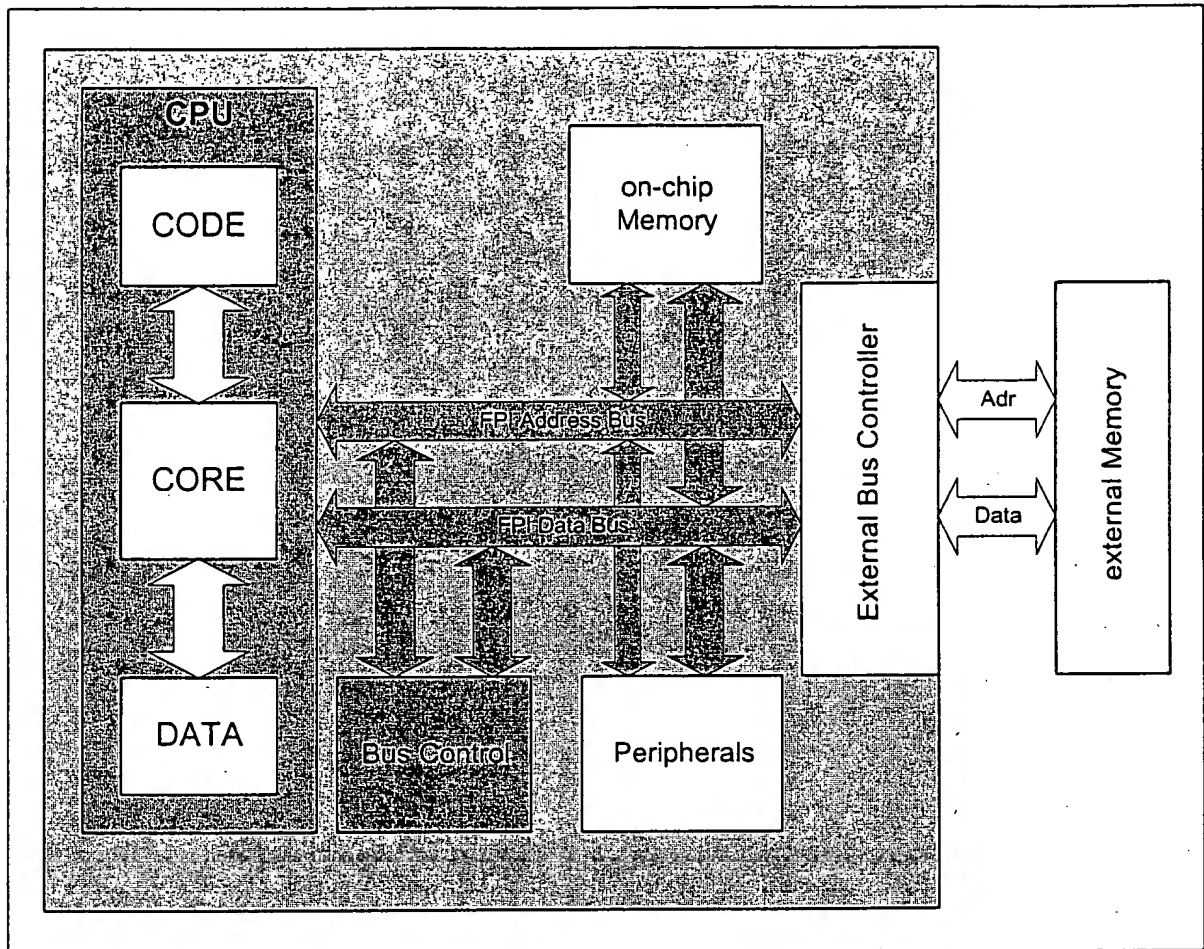 CPU
CODE
CORE
DATA
on-chip
Memory
FPI Address Bus
FPI Data Bus
Bus Control
Peripherals
External Bus Controller
Adr
Data
external Memory